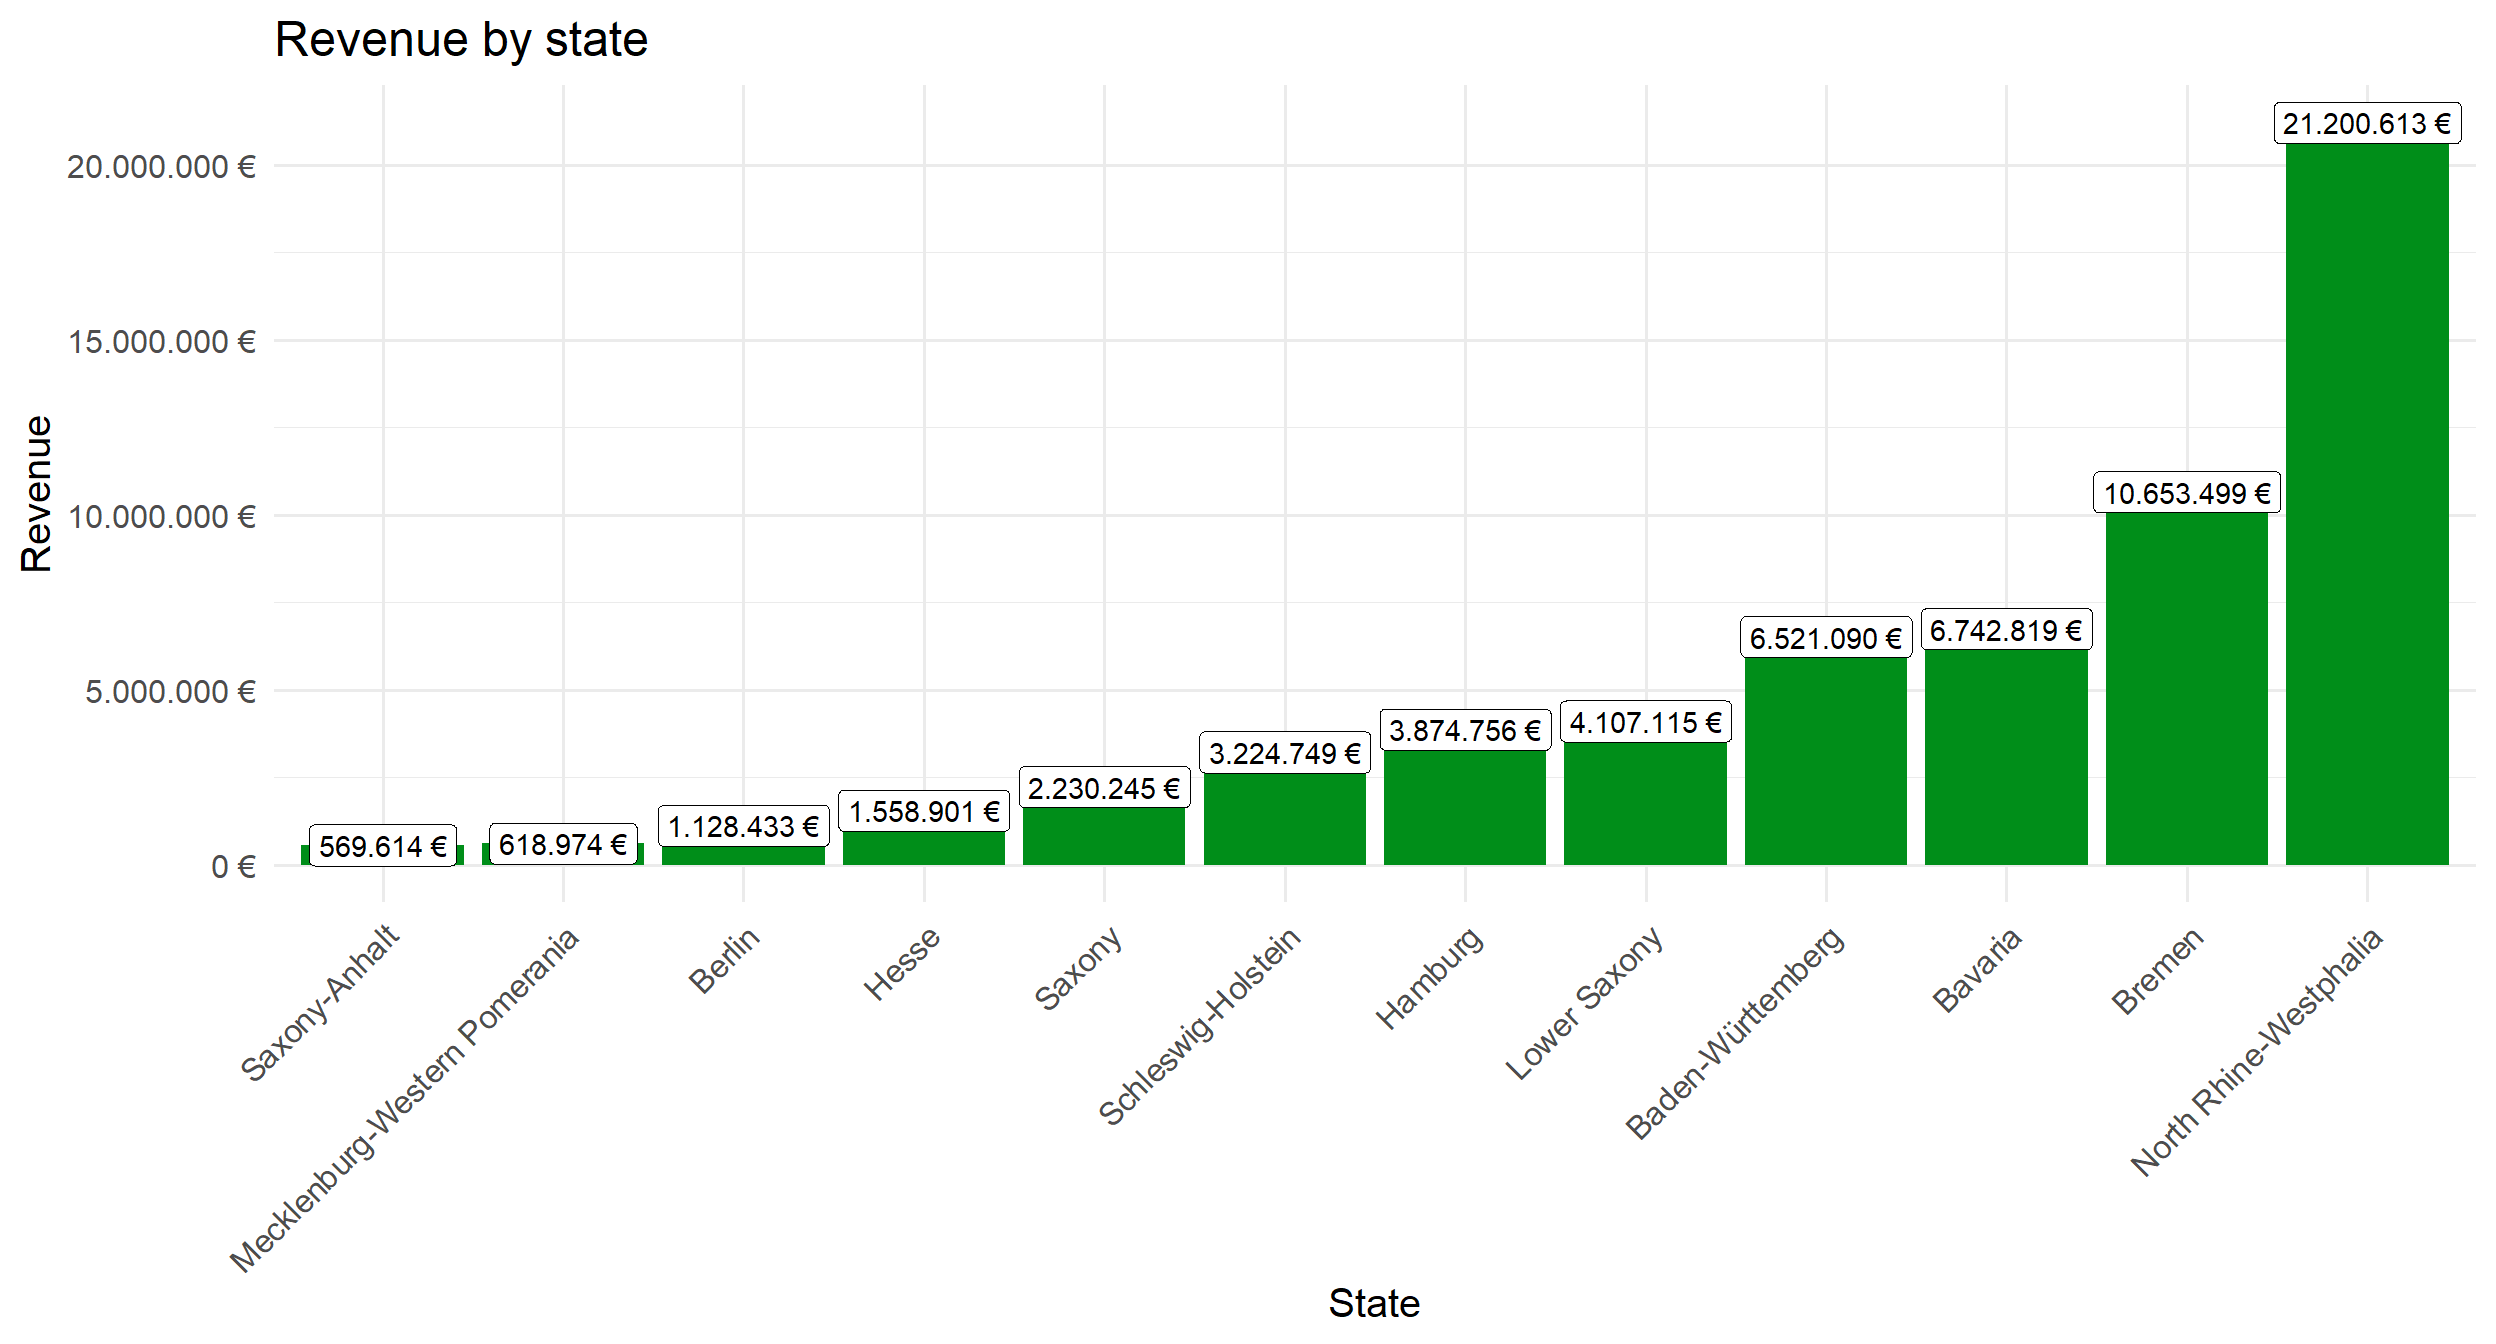 Revenue by state
Revenue
20.000.000 €
15.000.000 €
10.000.000 €
5.000.000 €
0 €
569.614 €
618.974 €
1.128.433 €
1.558.901 €
2.230.245 €
3.224.749 €
3.874.756 €
4.107.115 €
6.521.090 €
6.742.819 €
10.653.499 €
21.200.613 €
Saxony-Anhalt
Mecklenburg-Western Pomerania
Berlin
Hesse
Saxony
Schleswig-Holstein
Hamburg
Lower Saxony
Baden-Württemberg
Bavaria
Bremen
North Rhine-Westphalia
State